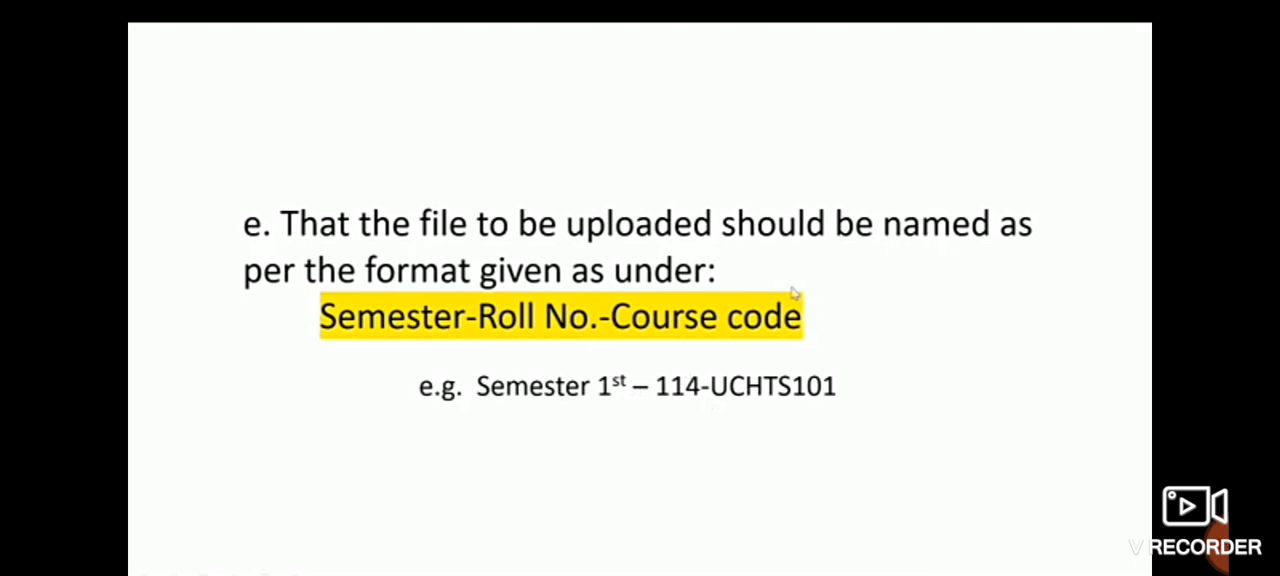 e. That the file to be uploaded should be named as
per the format given as under:
Semester-Roll No.-Course code
e.g. Semester 1st – 114-UCHTS101
V RECORDER